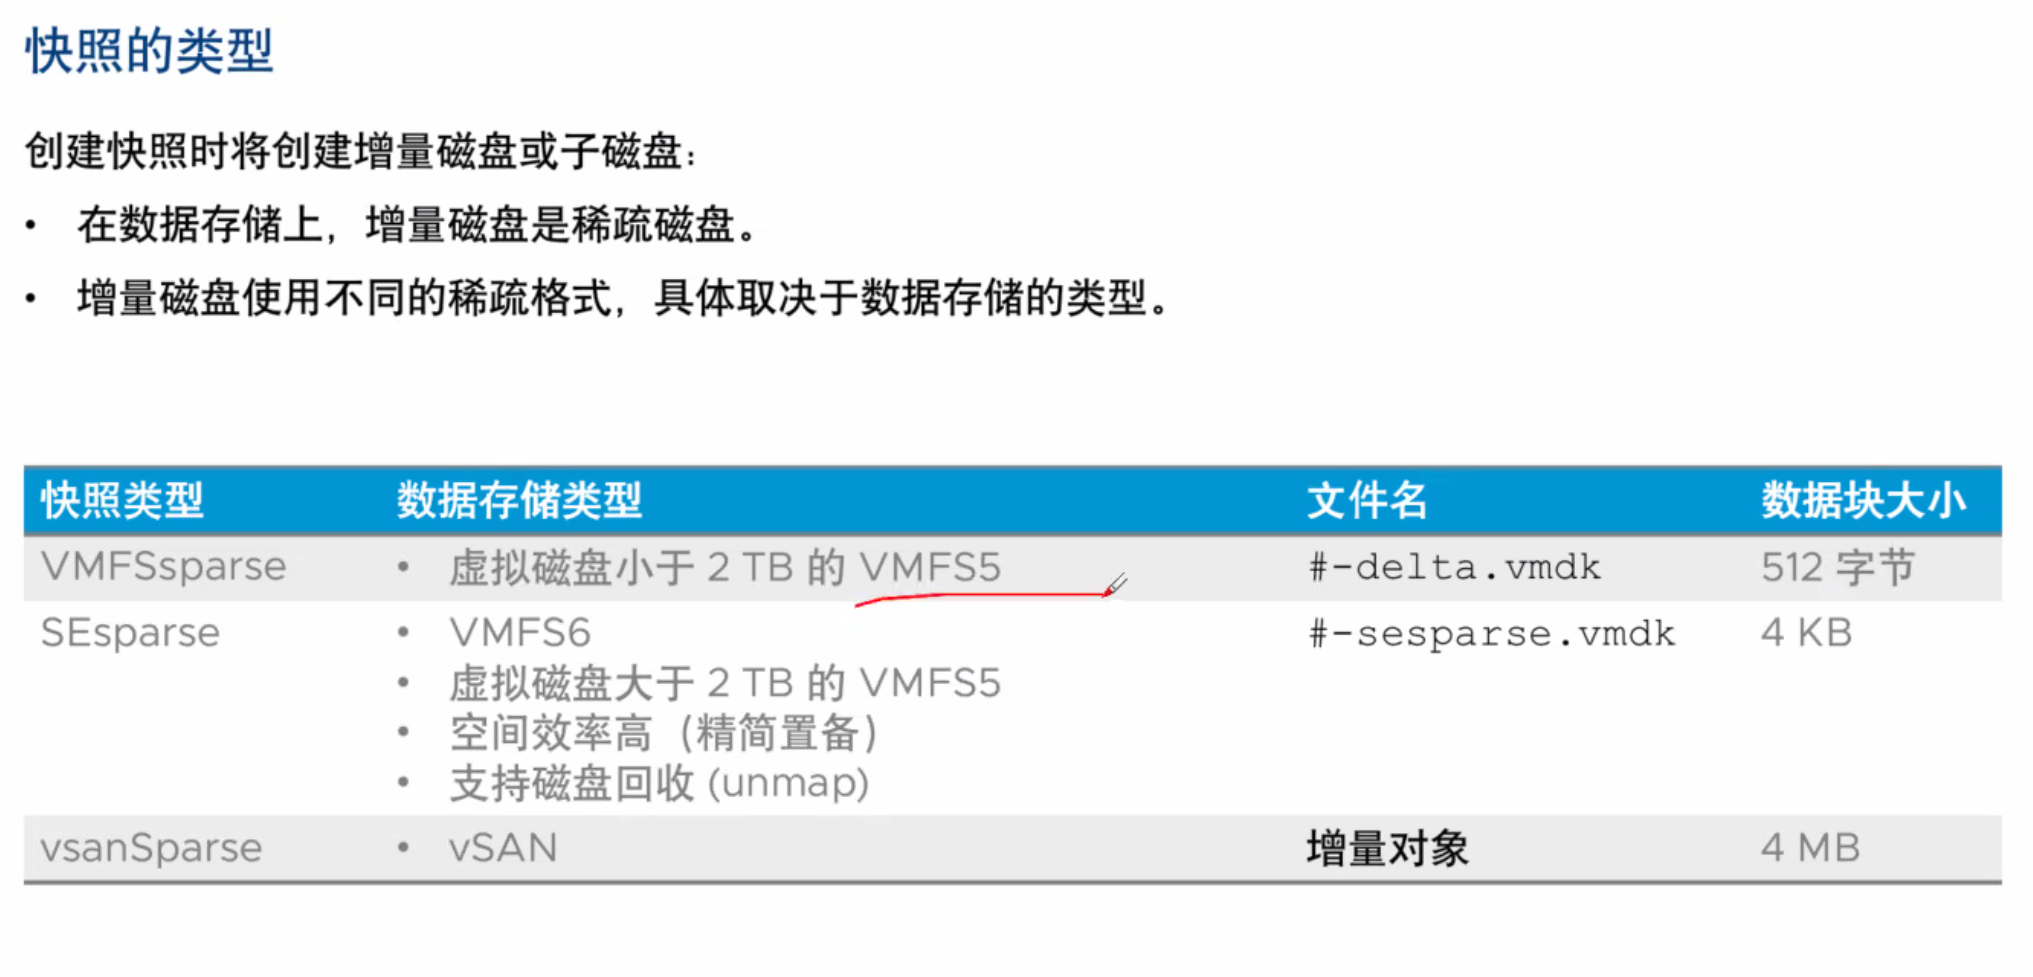 快照的类型
创建快照时将创建增量磁盘或子磁盘：
• 在数据存储上，增量磁盘是稀疏磁盘。
• 增量磁盘使用不同的稀疏格式，具体取决于数据存储的类型。
快照类型 数据存储类型 文件名 数据块大小
VMFSsparse • 虚拟磁盘小于 2 TB 的 VMFS5 #-delta.vmdk 512 字节
SEsparse • VMFS6 #-sesparse.vmdk 4 KB
• 虚拟磁盘大于 2 TB 的 VMFS5
• 空间效率高（精简置备）
• 支持磁盘回收 (unmap)
vsanSparse • vSAN 增量对象 4 MB